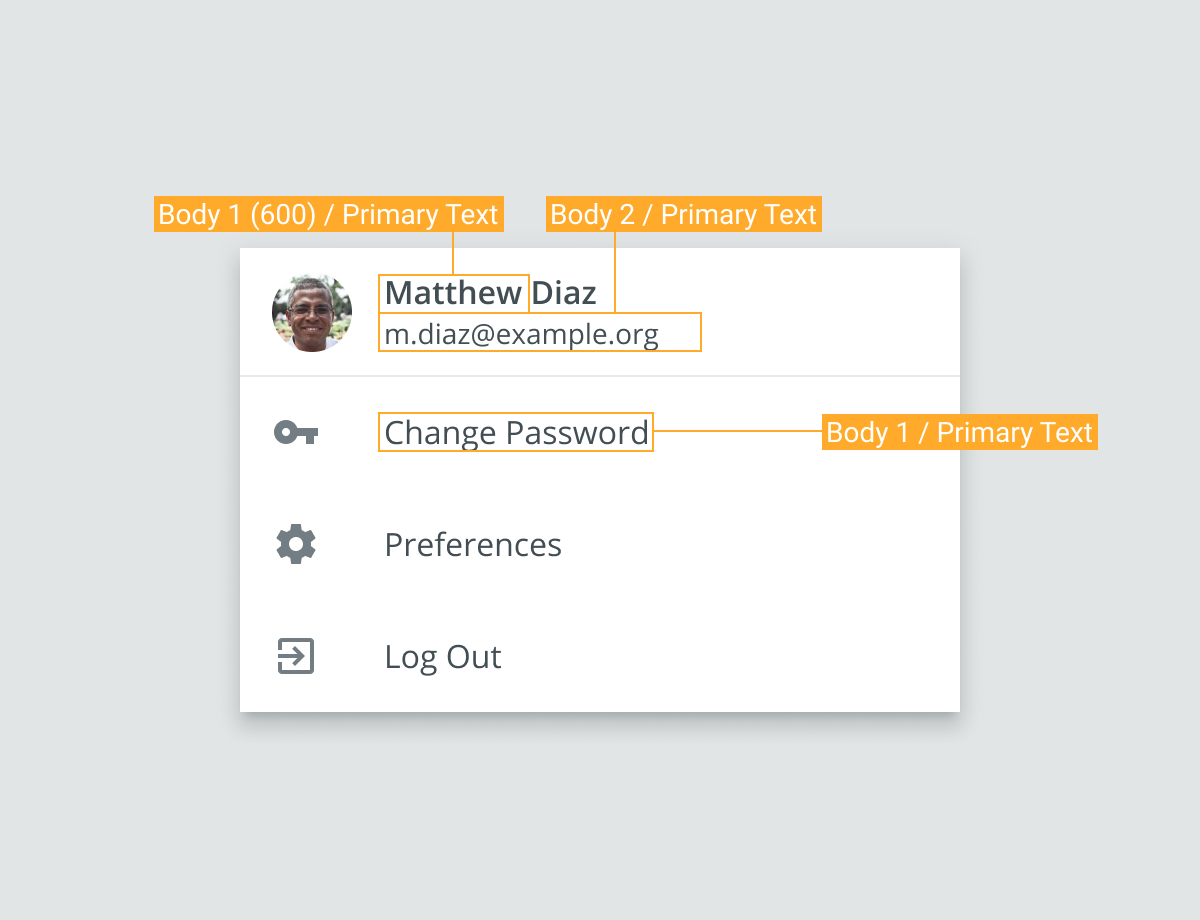 Body 1 (600) / Primary Text
Body 2 / Primary Text
Matthew Diaz
m.diaz@example.org
Change Password
Body 1 / Primary Text
Preferences
Log Out